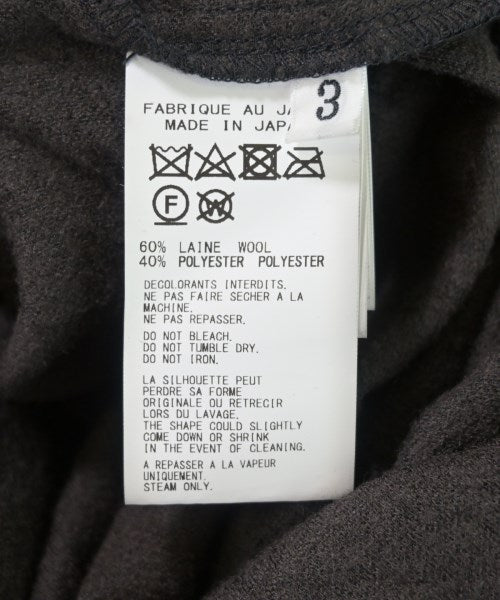 FABRIQUE AU
3
MADE IN
F
W
60% LAINE WOOL
40% POLYESTER POLYESTER
DECOLORANTS INTERDITS.
NE PAS FAIRE SECHER A LA
MACHINE.
NE PAS REPASSER.
DO NOT BLEACH.
DO NOT TUMBLE DRY.
DO NOT IRON.
LA SILHOUETTE PEUT
PERDRE SA FORME
ORIGINALE OU RETRECIR
LORS DU LAVAGE.
THE SHAPE COULD SLIGHTLY
COME DOWN OR SHRINK
IN THE EVENT OF CLEANING.
A REPASSER A LA VAPEUR
UNIQUEMENT.
STEAM ONLY.